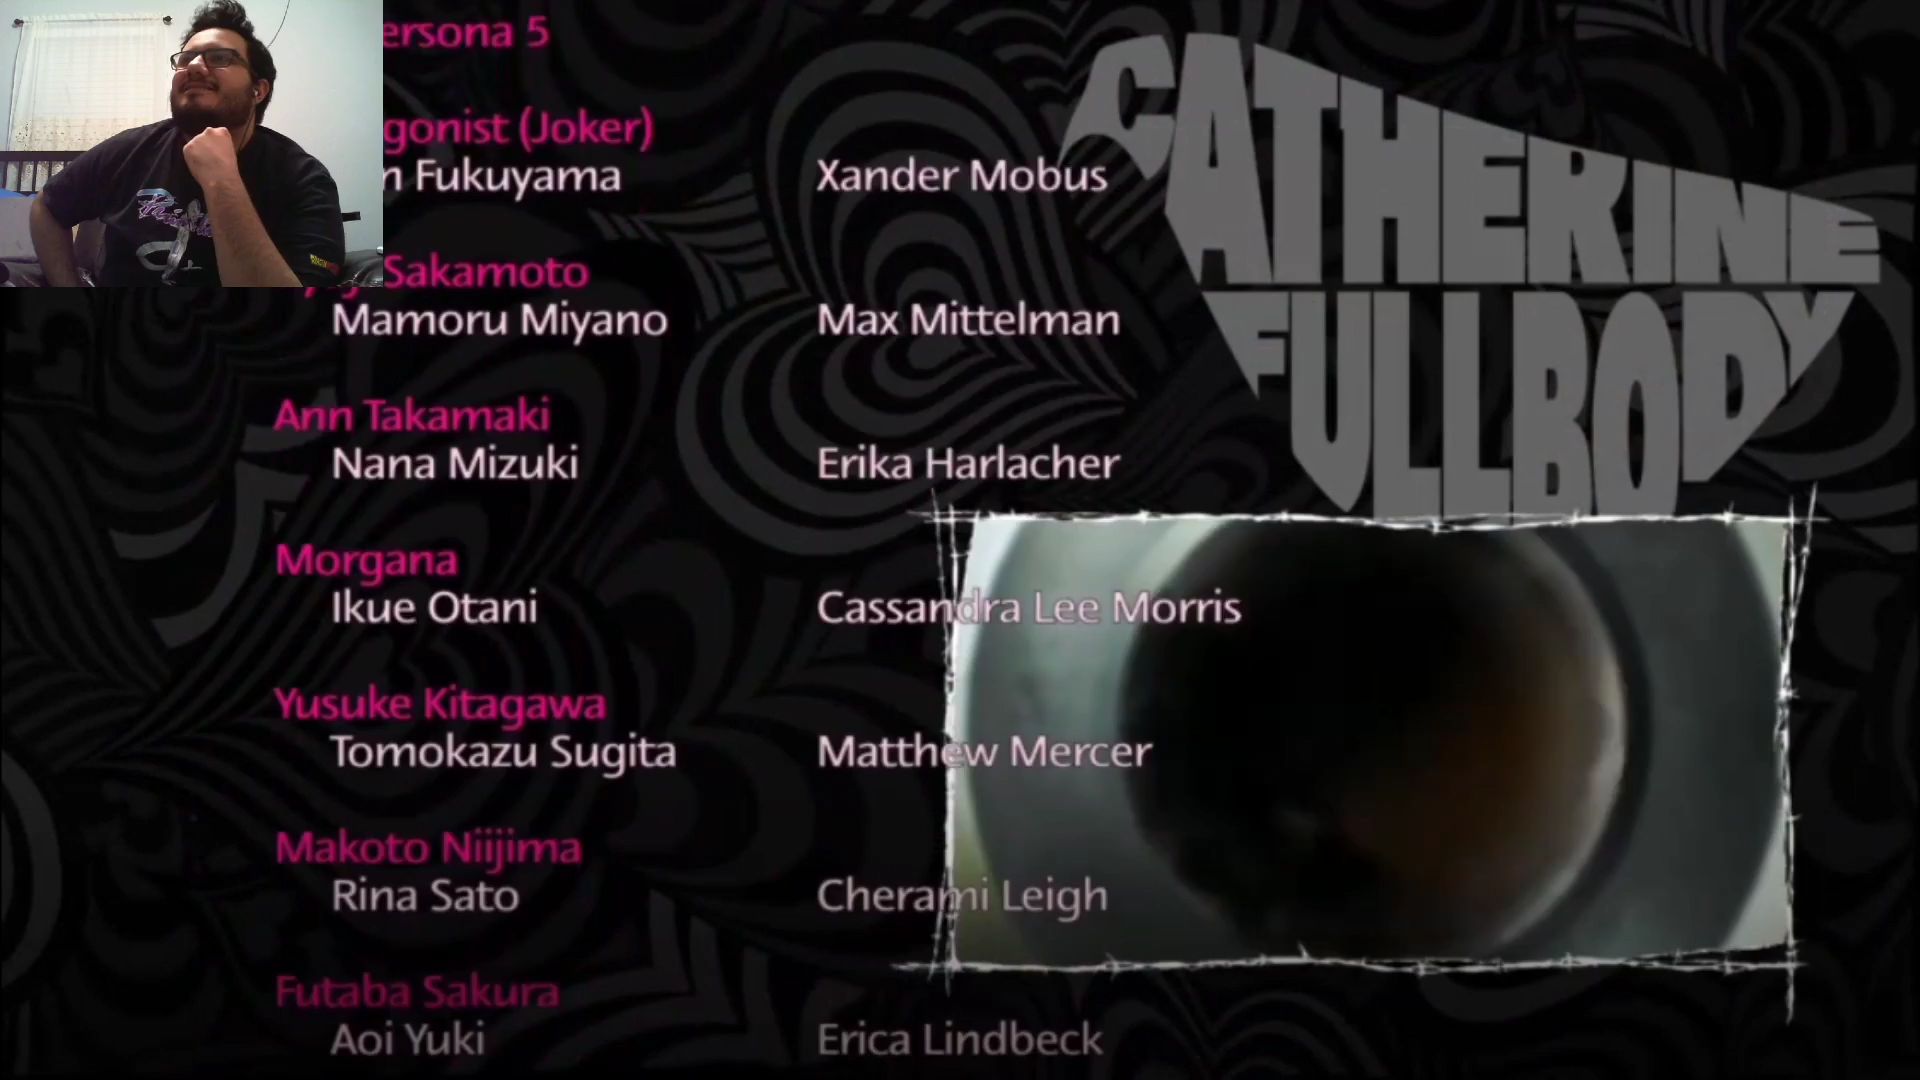 ersona 5
gonist (Joker)
n Fukuyama Xander Mobus
Sakamoto
Mamoru Miyano Max Mittelman
Ann Takamaki
Nana Mizuki Erika Harlacher
Morgana
Ikue Otani Cassandra Lee Morris
Yusuke Kitagawa
Tomokazu Sugita Matthew Mercer
Makoto Niijima
Rina Sato Cherami Leigh
Futaba Sakura
Aoi Yuki Erica Lindbeck
CATHERINE
FULLBODY